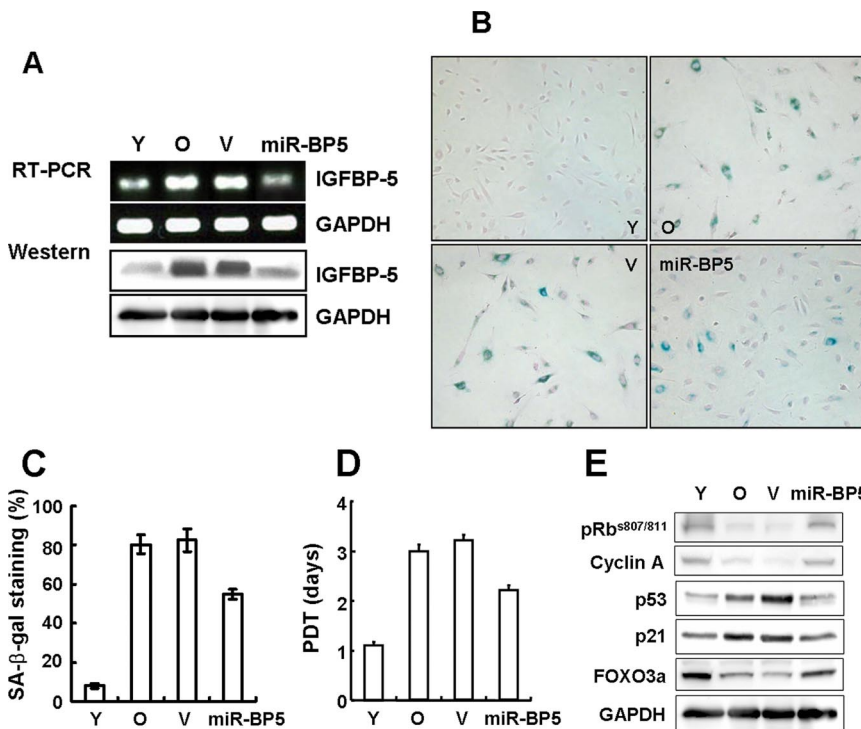 A
Y O V miR-BP5
RT-PCR
IGFBP-5
GAPDH
Western
IGFBP-5
GAPDH
B
Y
O
V
miR-BP5
C
SA-β-gal staining (%)
100
80
60
40
20
0
Y O V miR-BP5
D
PDT (days)
4
3
2
1
0
Y O V miR-BP5
E
Y O V miR-BP5
pRbs807/811
Cyclin A
p53
p21
FOXO3a
GAPDH